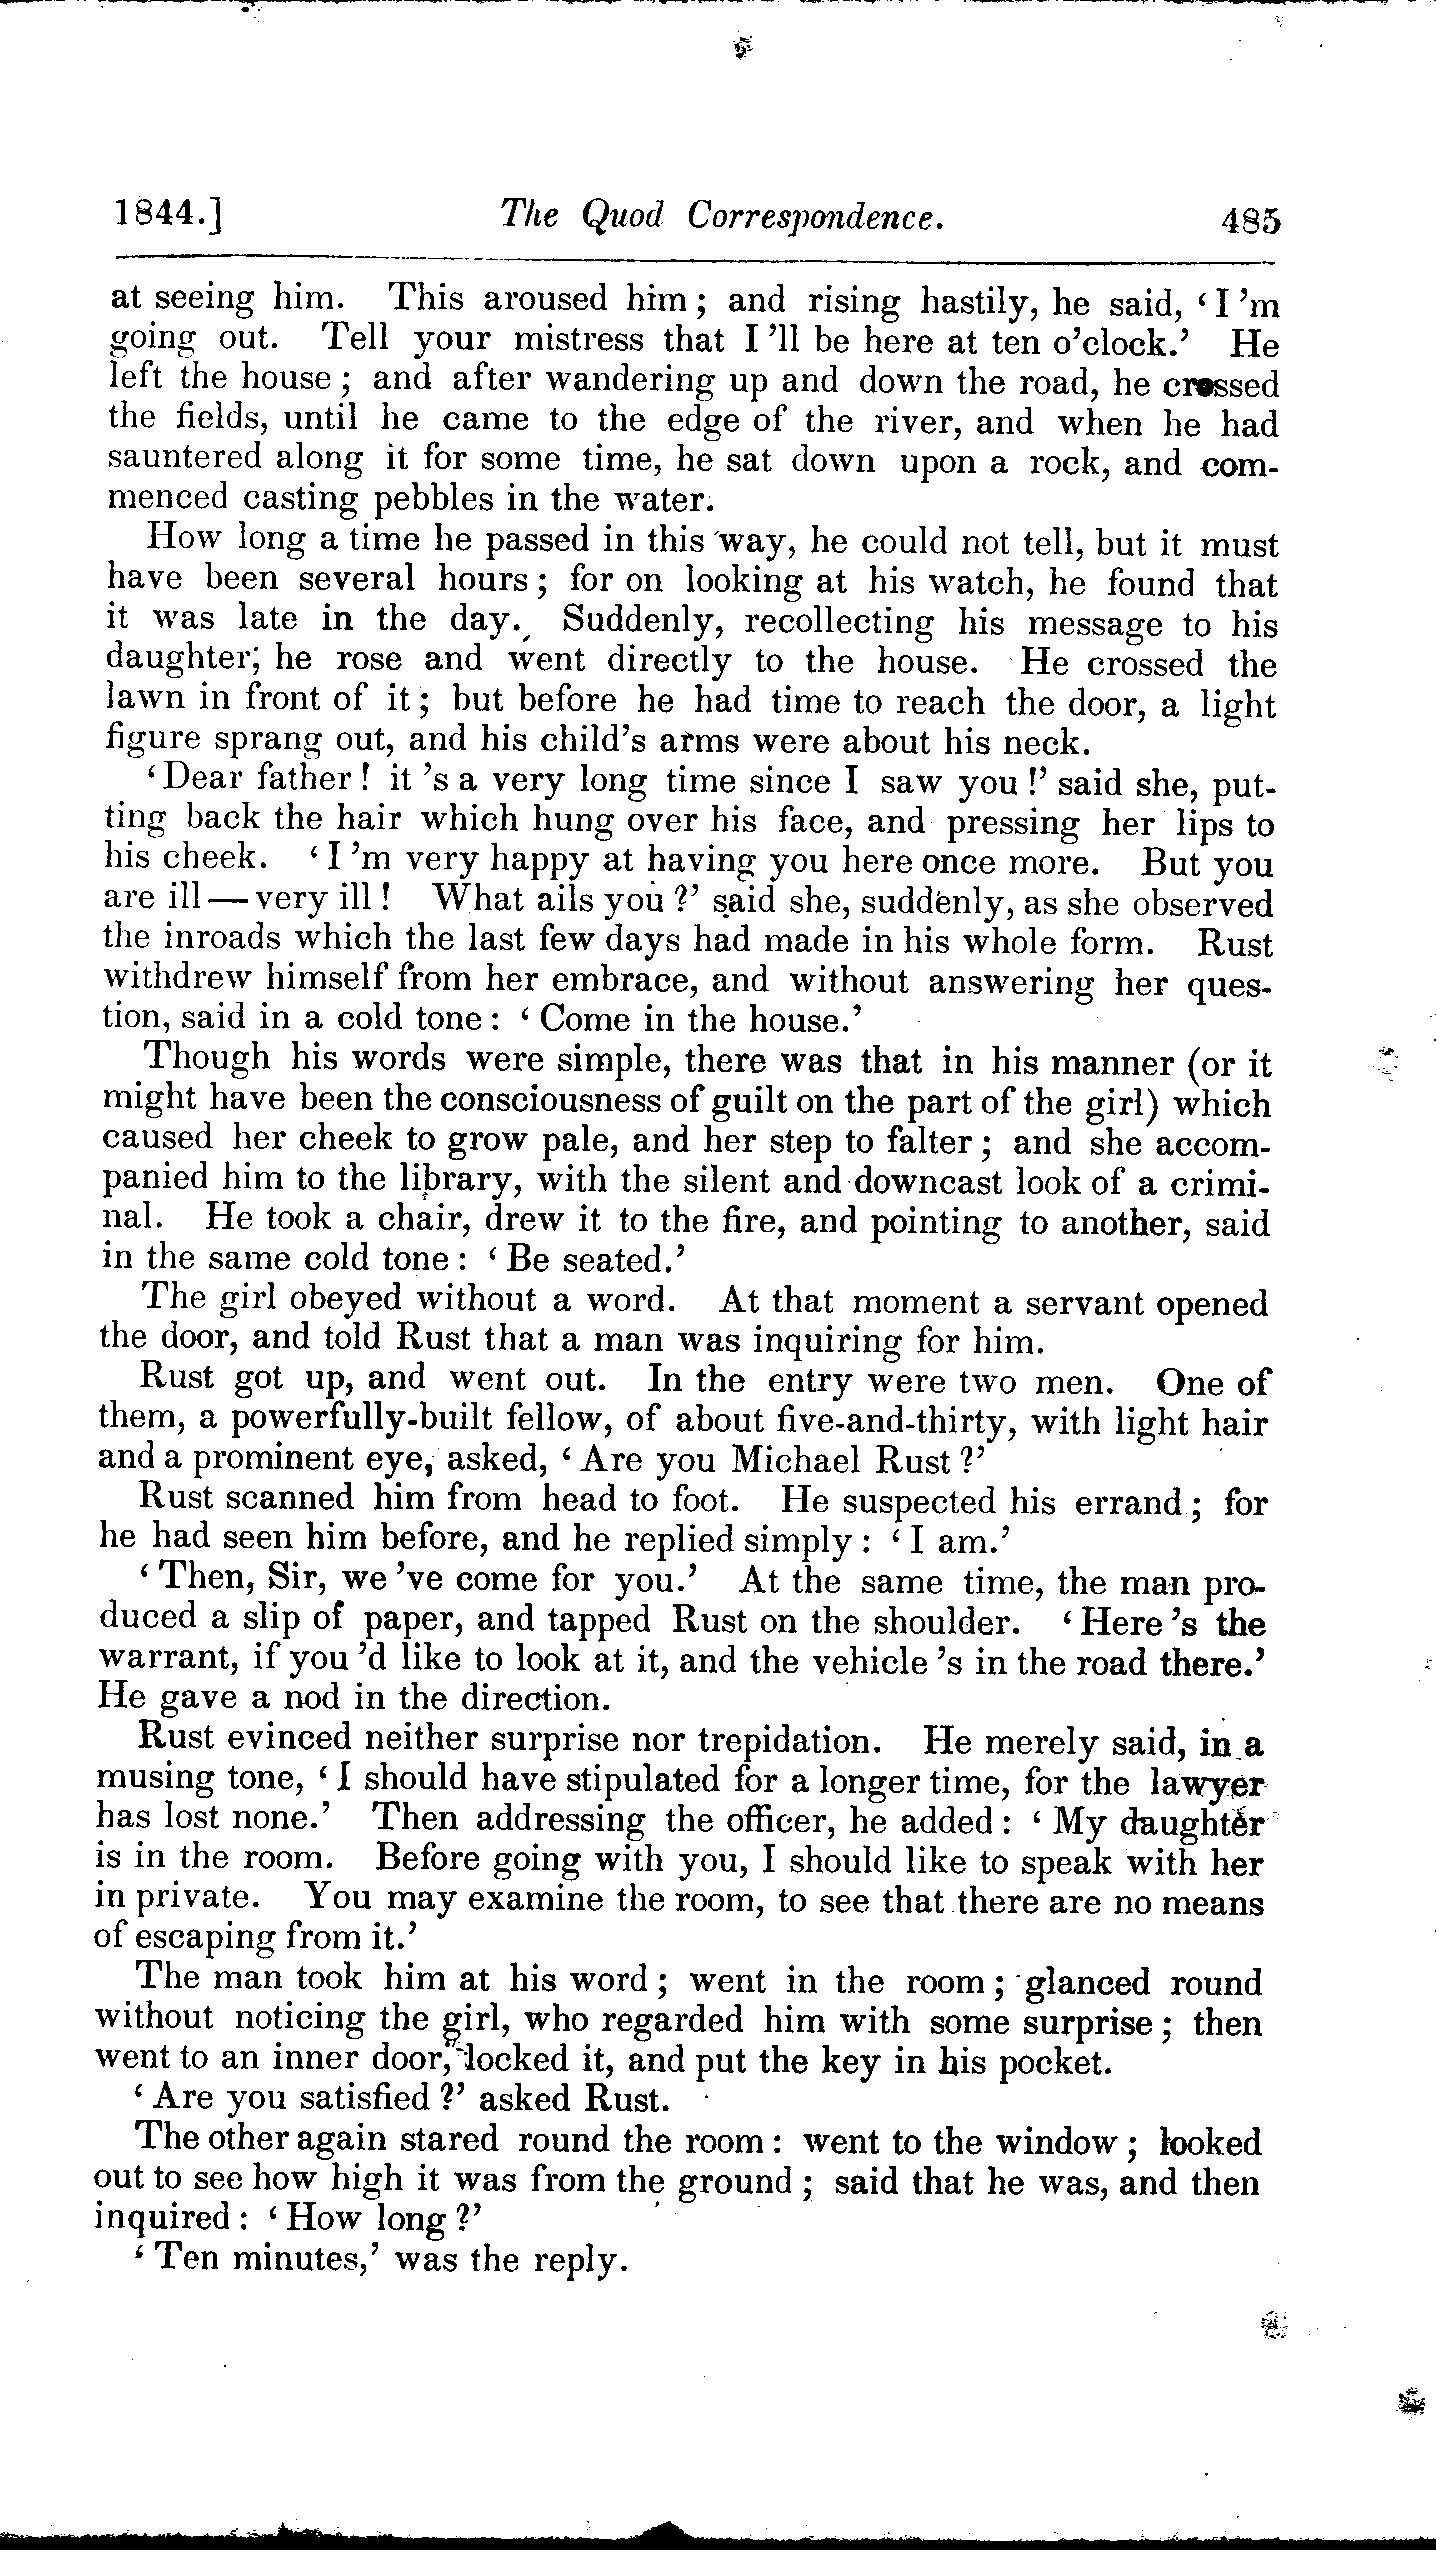 1844.] The Quod Correspondence. 485
at seeing him. This aroused him; and rising hastily, he said, ‘I ’m
going out. Tell your mistress that I ’ll be here at ten o’clock.’ He
left the house; and after wandering up and down the road, he crossed
the fields, until he came to the edge of the river, and when he had
sauntered along it for some time, he sat down upon a rock, and com-
menced casting pebbles in the water.
How long a time he passed in this way, he could not tell, but it must
have been several hours; for on looking at his watch, he found that
it was late in the day. Suddenly, recollecting his message to his
daughter, he rose and went directly to the house. He crossed the
lawn in front of it; but before he had time to reach the door, a light
figure sprang out, and his child’s arms were about his neck.
‘Dear father! it ’s a very long time since I saw you!’ said she, put-
ting back the hair which hung over his face, and pressing her lips to
his cheek. ‘I ’m very happy at having you here once more. But you
are ill—very ill! What ails you?’ said she, suddenly, as she observed
the inroads which the last few days had made in his whole form. Rust
withdrew himself from her embrace, and without answering her ques-
tion, said in a cold tone: ‘Come in the house.’
Though his words were simple, there was that in his manner (or it
might have been the consciousness of guilt on the part of the girl) which
caused her cheek to grow pale, and her step to falter; and she accom-
panied him to the library, with the silent and downcast look of a crimi-
nal. He took a chair, drew it to the fire, and pointing to another, said
in the same cold tone: ‘Be seated.’
The girl obeyed without a word. At that moment a servant opened
the door, and told Rust that a man was inquiring for him.
Rust got up, and went out. In the entry were two men. One of
them, a powerfully-built fellow, of about five-and-thirty, with light hair
and a prominent eye, asked, ‘Are you Michael Rust?’
Rust scanned him from head to foot. He suspected his errand; for
he had seen him before, and he replied simply: ‘I am.’
‘Then, Sir, we ’ve come for you.’ At the same time, the man pro-
duced a slip of paper, and tapped Rust on the shoulder. ‘Here ’s the
warrant, if you ’d like to look at it, and the vehicle ’s in the road there.’
He gave a nod in the direction.
Rust evinced neither surprise nor trepidation. He merely said, in a
musing tone, ‘I should have stipulated for a longer time, for the lawyer
has lost none.’ Then addressing the officer, he added: ‘My daughter
is in the room. Before going with you, I should like to speak with her
in private. You may examine the room, to see that there are no means
of escaping from it.’
The man took him at his word; went in the room; glanced round
without noticing the girl, who regarded him with some surprise; then
went to an inner door, locked it, and put the key in his pocket.
‘Are you satisfied?’ asked Rust.
The other again stared round the room: went to the window; looked
out to see how high it was from the ground; said that he was, and then
inquired: ‘How long?’
‘Ten minutes,’ was the reply.